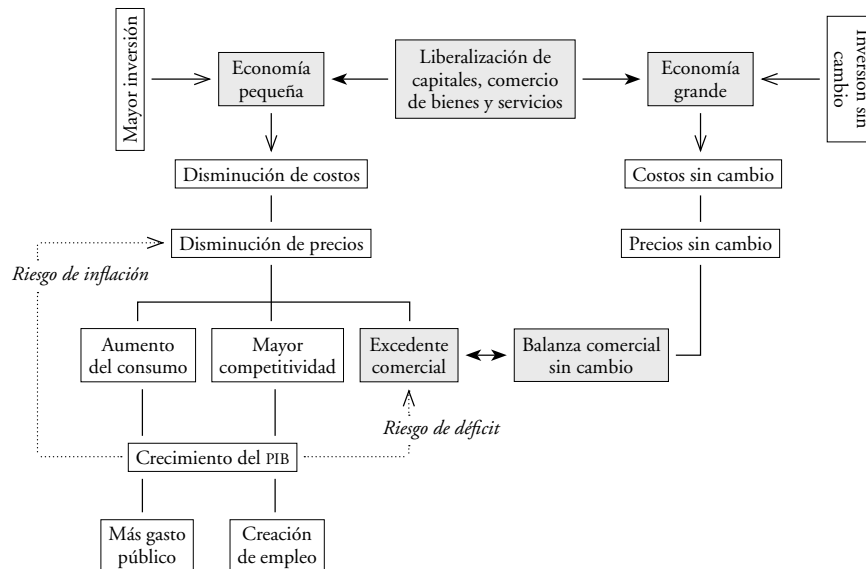 Mayor inversión
Economía
pequeña
Liberalización de
capitales, comercio
de bienes y servicios
Economía
grande
Inversión sin
cambio
Disminución de costos
Costos sin cambio
Disminución de precios
Precios sin cambio
Riesgo de inflación
Aumento
del consumo
Mayor
competitividad
Excedente
comercial
Balanza comercial
sin cambio
Riesgo de déficit
Crecimiento del PIB
Más gasto
público
Creación
de empleo